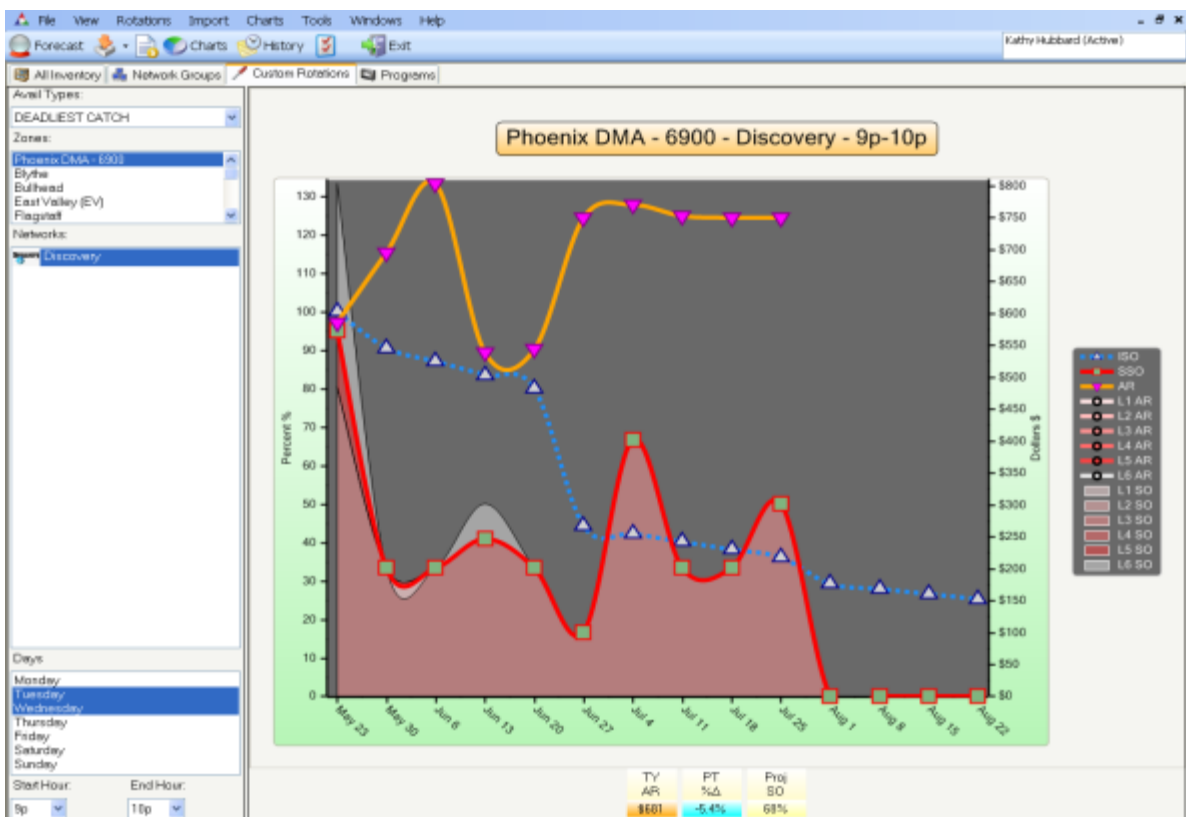 File View Rotations Import Charts Tools Windows Help
Forecast Charts History Exit
Kathy Hubbard (Active)
All Inventory Network Groups Custom Rotations Programs
Avail Types:
DEADLIEST CATCH
Zones:
Phoenix DMA - 6900
Blythe
Bullhead
East Valley (EV)
Flagstaff
Networks:
Discovery
Days
Monday
Tuesday
Wednesday
Thursday
Friday
Saturday
Sunday
Start Hour: End Hour:
9p 10p
Phoenix DMA - 6900 - Discovery - 9p-10p
Percent %
130
120
110
100
90
80
70
60
50
40
30
20
10
0
May 23 May 30 Jun 6 Jun 13 Jun 20 Jun 27 Jul 4 Jul 11 Jul 18 Jul 25 Aug 1 Aug 8 Aug 15 Aug 22
Dollars $
$800
$750
$700
$650
$600
$550
$500
$450
$400
$350
$300
$250
$200
$150
$100
$50
$0
ISO
SSO
AR
L1 AR
L2 AR
L3 AR
L4 AR
L5 AR
L6 AR
L1 SO
L2 SO
L3 SO
L4 SO
L5 SO
L6 SO
TY PT Proj
AR %Δ SO
$681 -5.4% 68%